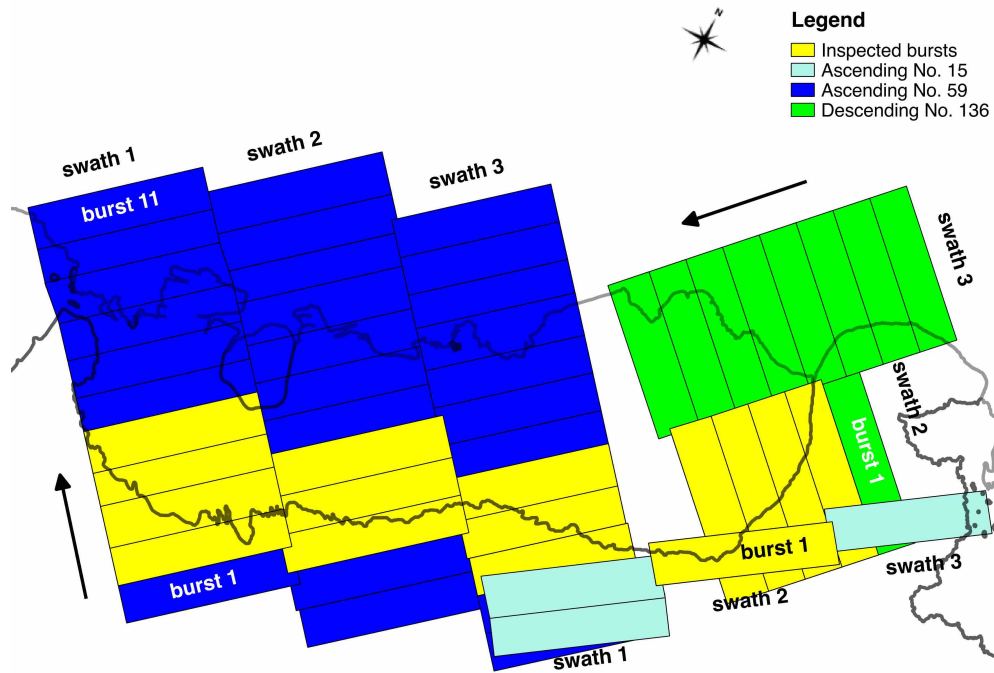 N
Legend
Inspected bursts
Ascending No. 15
Ascending No. 59
Descending No. 136
swath 1
swath 2
swath 3
burst 11
swath 3
swath 2
burst 1
burst 1
burst 1
swath 3
swath 2
swath 1